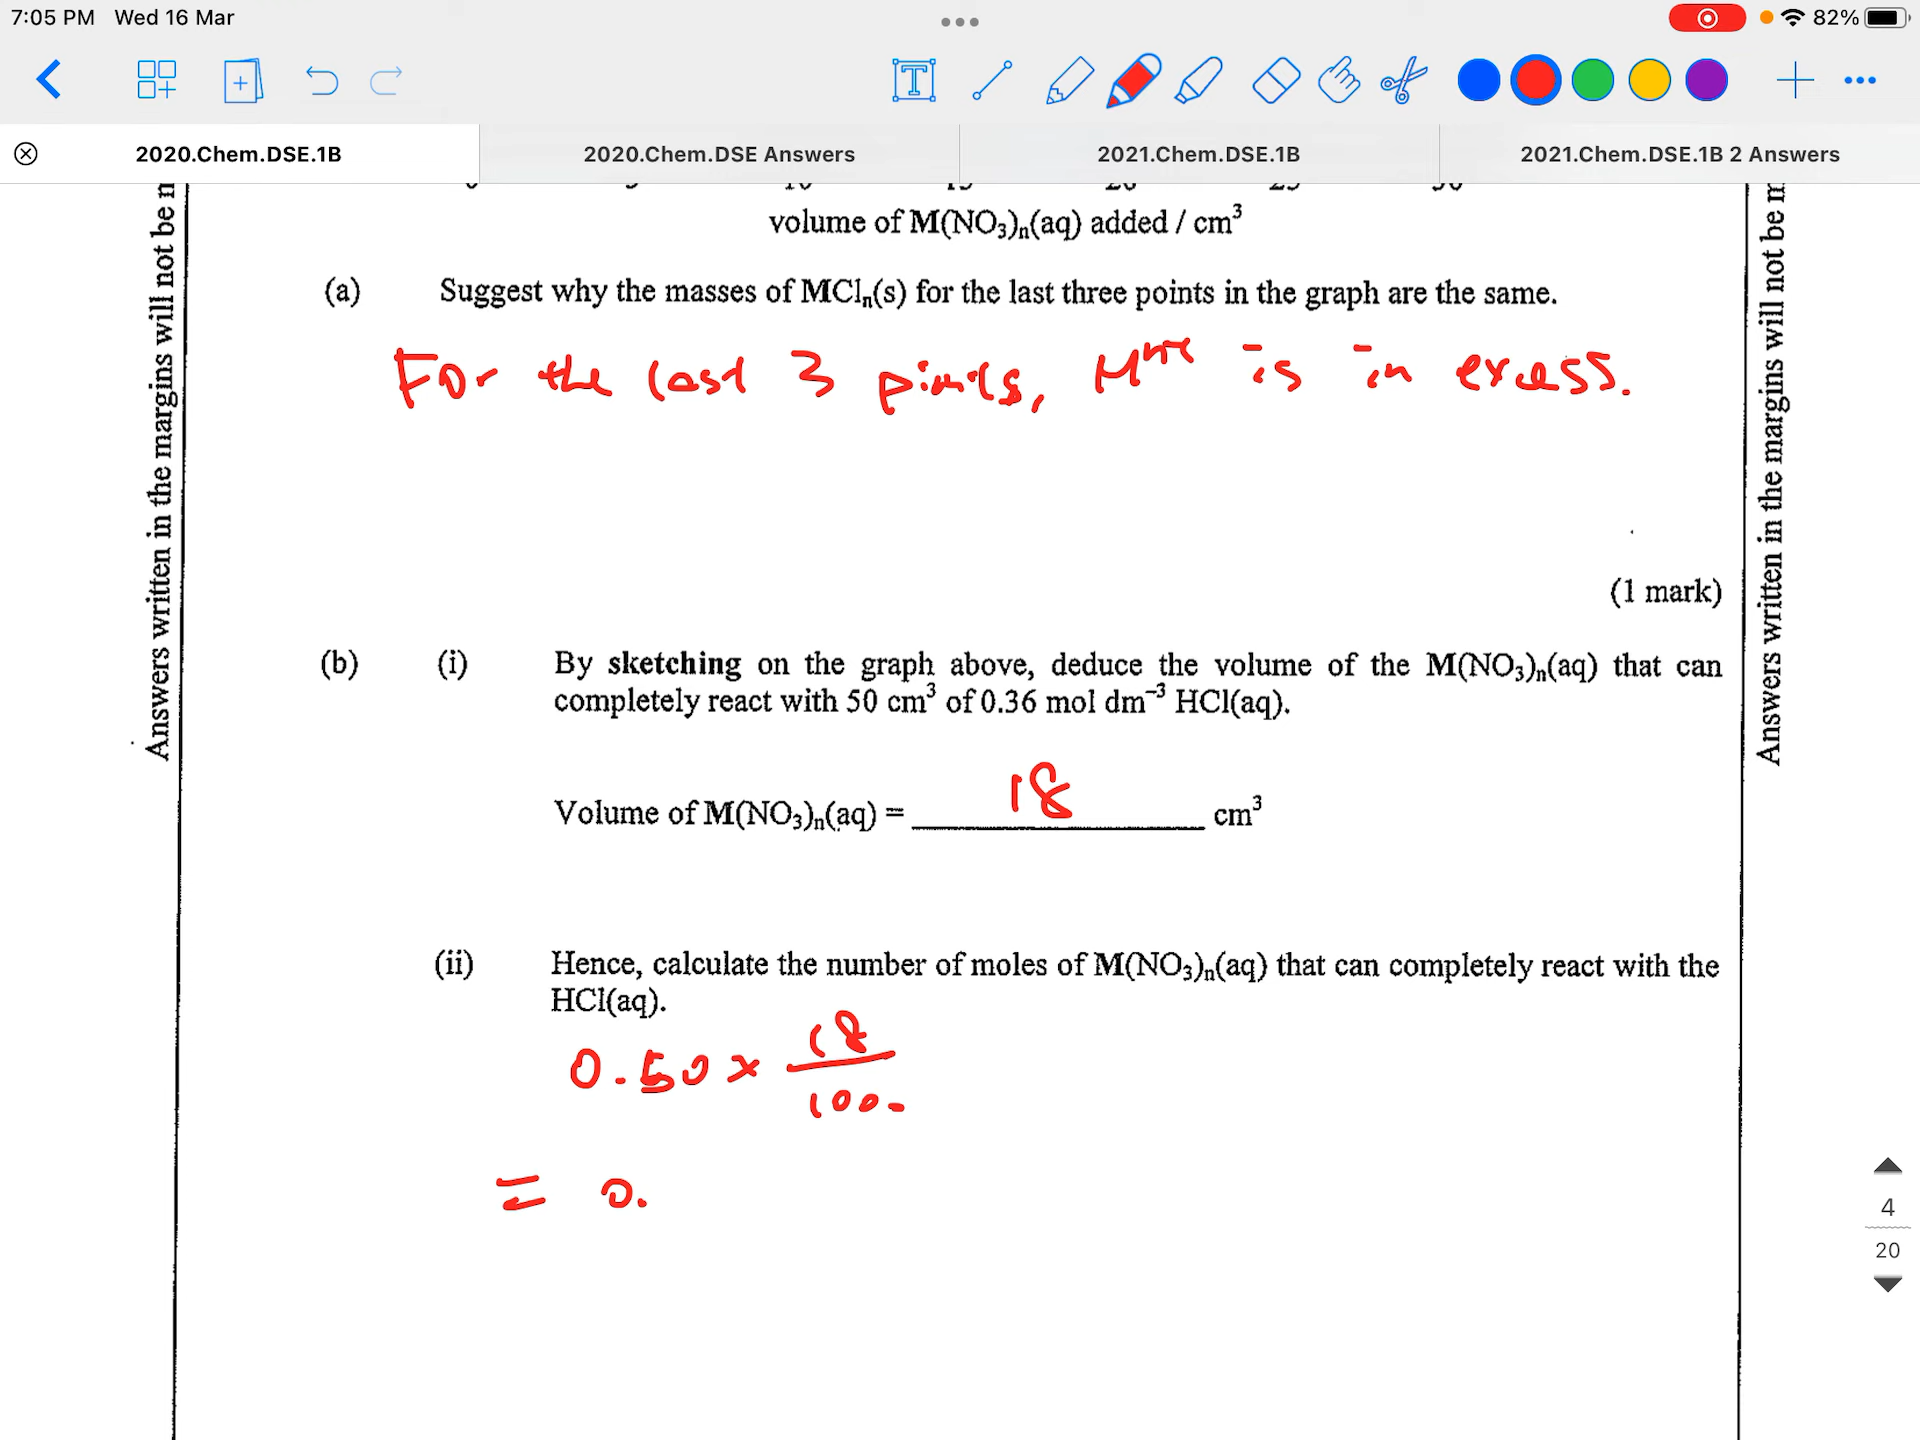 7:05 PM Wed 16 Mar
82%
2020.Chem.DSE.1B
2020.Chem.DSE Answers
2021.Chem.DSE.1B
2021.Chem.DSE.1B 2 Answers
volume of M(NO₃)ₙ(aq) added / cm³
(a) Suggest why the masses of MClₙ(s) for the last three points in the graph are the same.
For the last 3 points, Mⁿ⁺ is in excess.
(1 mark)
(b) (i) By sketching on the graph above, deduce the volume of the M(NO₃)ₙ(aq) that can
completely react with 50 cm³ of 0.36 mol dm⁻³ HCl(aq).
Volume of M(NO₃)ₙ(aq) = 18 cm³
(ii) Hence, calculate the number of moles of M(NO₃)ₙ(aq) that can completely react with the
HCl(aq).
0.50 × 18
1000
= 0.
Answers written in the margins will not be m
Answers written in the margins will not be m
4
20